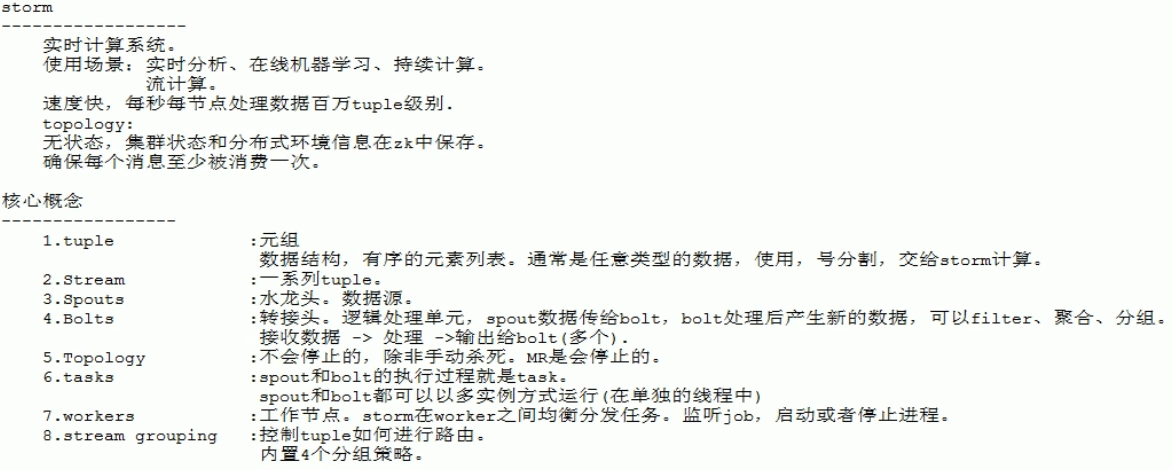 storm
------------------
实时计算系统。
使用场景：实时分析、在线机器学习、持续计算。
流计算。
速度快，每秒每节点处理数据百万tuple级别.
topology:
无状态，集群状态和分布式环境信息在zk中保存。
确保每个消息至少被消费一次。
核心概念
-----------------
1.tuple :元组
数据结构，有序的元素列表。通常是任意类型的数据，使用，号分割，交给storm计算。
2.Stream :一系列tuple。
3.Spouts :水龙头。数据源。
4.Bolts :转接头。逻辑处理单元，spout数据传给bolt，bolt处理后产生新的数据，可以filter、聚合、分组。
接收数据 -> 处理 ->输出给bolt(多个).
5.Topology :不会停止的，除非手动杀死。MR是会停止的。
6.tasks :spout和bolt的执行过程就是task。
spout和bolt都可以以多实例方式运行(在单独的线程中)
7.workers :工作节点。storm在worker之间均衡分发任务。监听job，启动或者停止进程。
8.stream grouping :控制tuple如何进行路由。
内置4个分组策略。